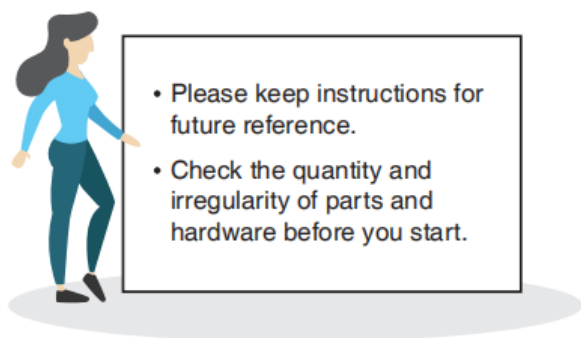 • Please keep instructions for
future reference.
• Check the quantity and
irregularity of parts and
hardware before you start.